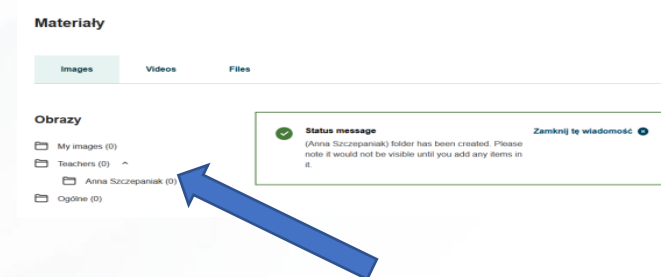 Materiały
Images Videos Files
Obrazy
My images (0)
Teachers (0)
Anna Szczepaniak (0)
Ogólne (0)
Status message Zamknij tę wiadomość
(Anna Szczepaniak) folder has been created. Please
note it would not be visible until you add any items in
it.